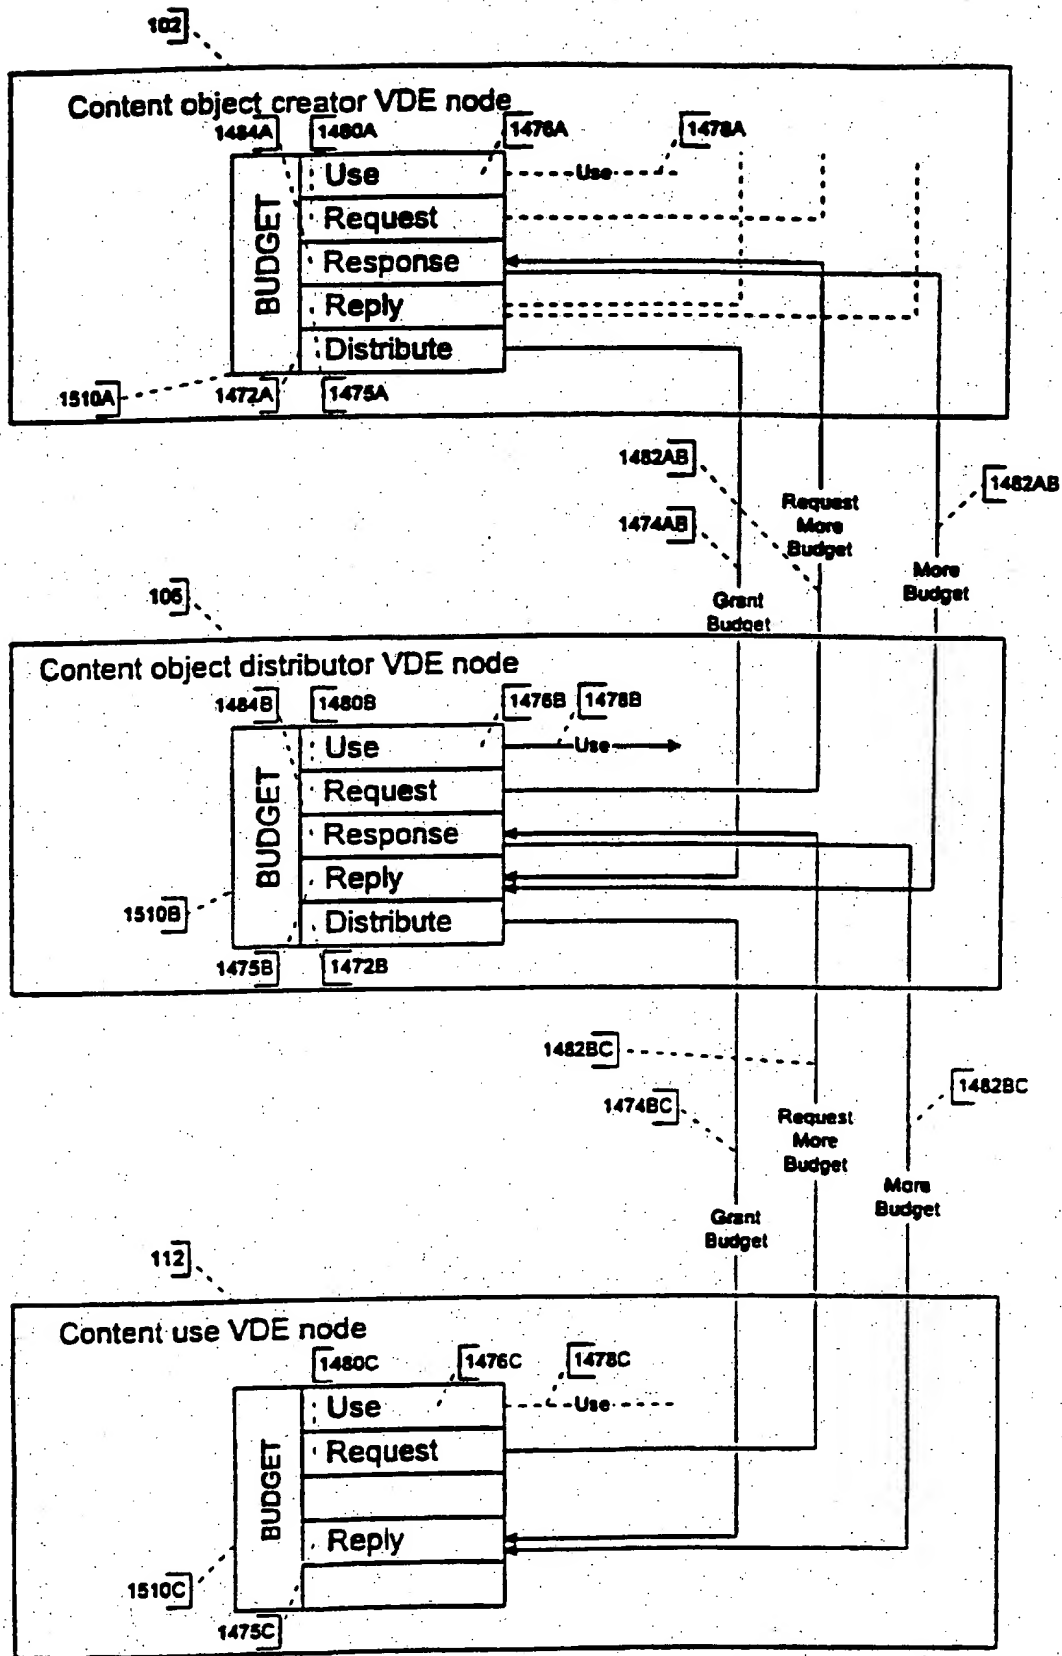 102
Content object creator VDE node
1484A
1480A
1476A
1478A
BUDGET
Use
Use
Request
Response
Reply
Distribute
1510A
1472A
1475A
1482AB
1474AB
Request
More
Budget
1482AB
More
Budget
Grant
Budget
106
Content object distributor VDE node
1484B
1480B
1476B
1478B
BUDGET
Use
Use
Request
Response
Reply
Distribute
1510B
1475B
1472B
1482BC
1474BC
Request
More
Budget
1482BC
More
Budget
Grant
Budget
112
Content use VDE node
1480C
1476C
1478C
BUDGET
Use
Use
Request
Reply
1510C
1475C